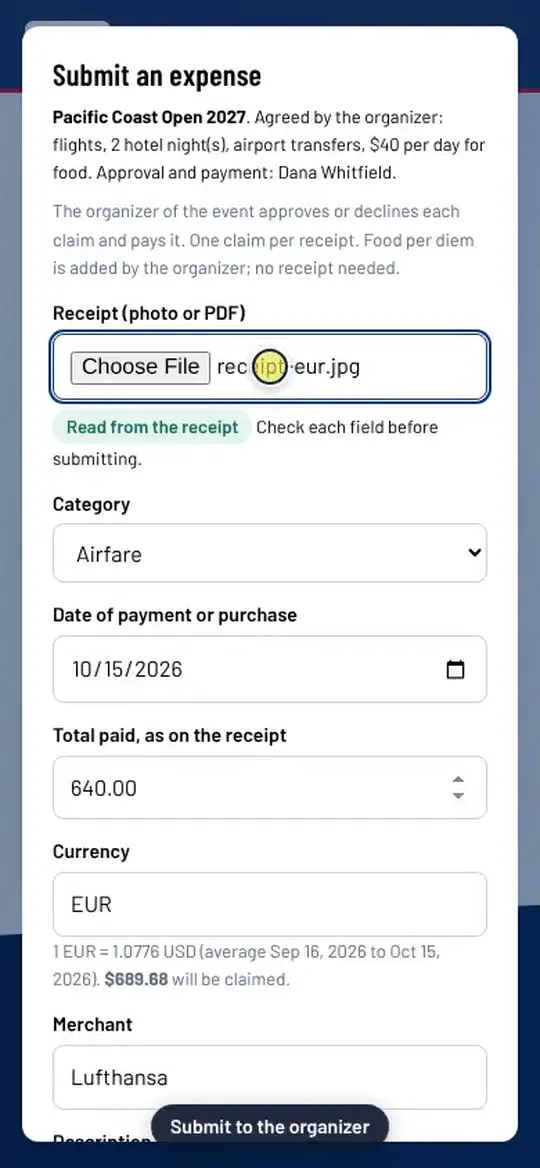 Submit an expense
Pacific Coast Open 2027. Agreed by the organizer:
flights, 2 hotel night(s), airport transfers, $40 per day for
food. Approval and payment: Dana Whitfield.
The organizer of the event approves or declines each
claim and pays it. One claim per receipt. Food per diem
is added by the organizer; no receipt needed.
Receipt (photo or PDF)
Choose File receipt-eur.jpg
Read from the receipt Check each field before
submitting.
Category
Airfare
Date of payment or purchase
10/15/2026
Total paid, as on the receipt
640.00
Currency
EUR
1 EUR = 1.0776 USD (average Sep 16, 2026 to Oct 15,
2026). $689.68 will be claimed.
Merchant
Lufthansa
Description
Submit to the organizer